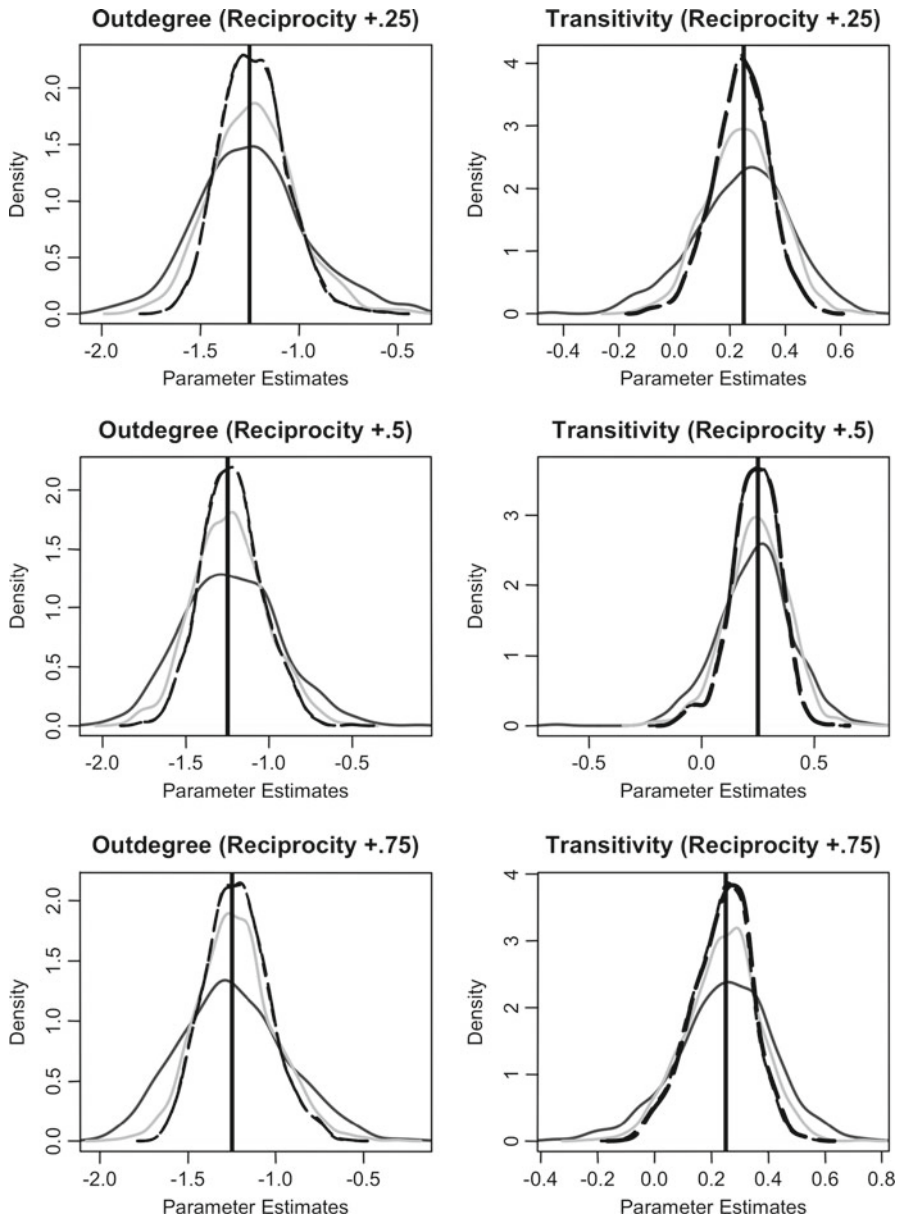 Outdegree (Reciprocity +.25)
Density
0.0 0.5 1.0 1.5 2.0
-2.0 -1.5 -1.0 -0.5
Parameter Estimates
Transitivity (Reciprocity +.25)
Density
0 1 2 3 4
-0.4 -0.2 0.0 0.2 0.4 0.6
Parameter Estimates
Outdegree (Reciprocity +.5)
Density
0.0 0.5 1.0 1.5 2.0
-2.0 -1.5 -1.0 -0.5
Parameter Estimates
Transitivity (Reciprocity +.5)
Density
0 1 2 3
-0.5 0.0 0.5
Parameter Estimates
Outdegree (Reciprocity +.75)
Density
0.0 0.5 1.0 1.5 2.0
-2.0 -1.5 -1.0 -0.5
Parameter Estimates
Transitivity (Reciprocity +.75)
Density
0 1 2 3 4
-0.4 -0.2 0.0 0.2 0.4 0.6 0.8
Parameter Estimates